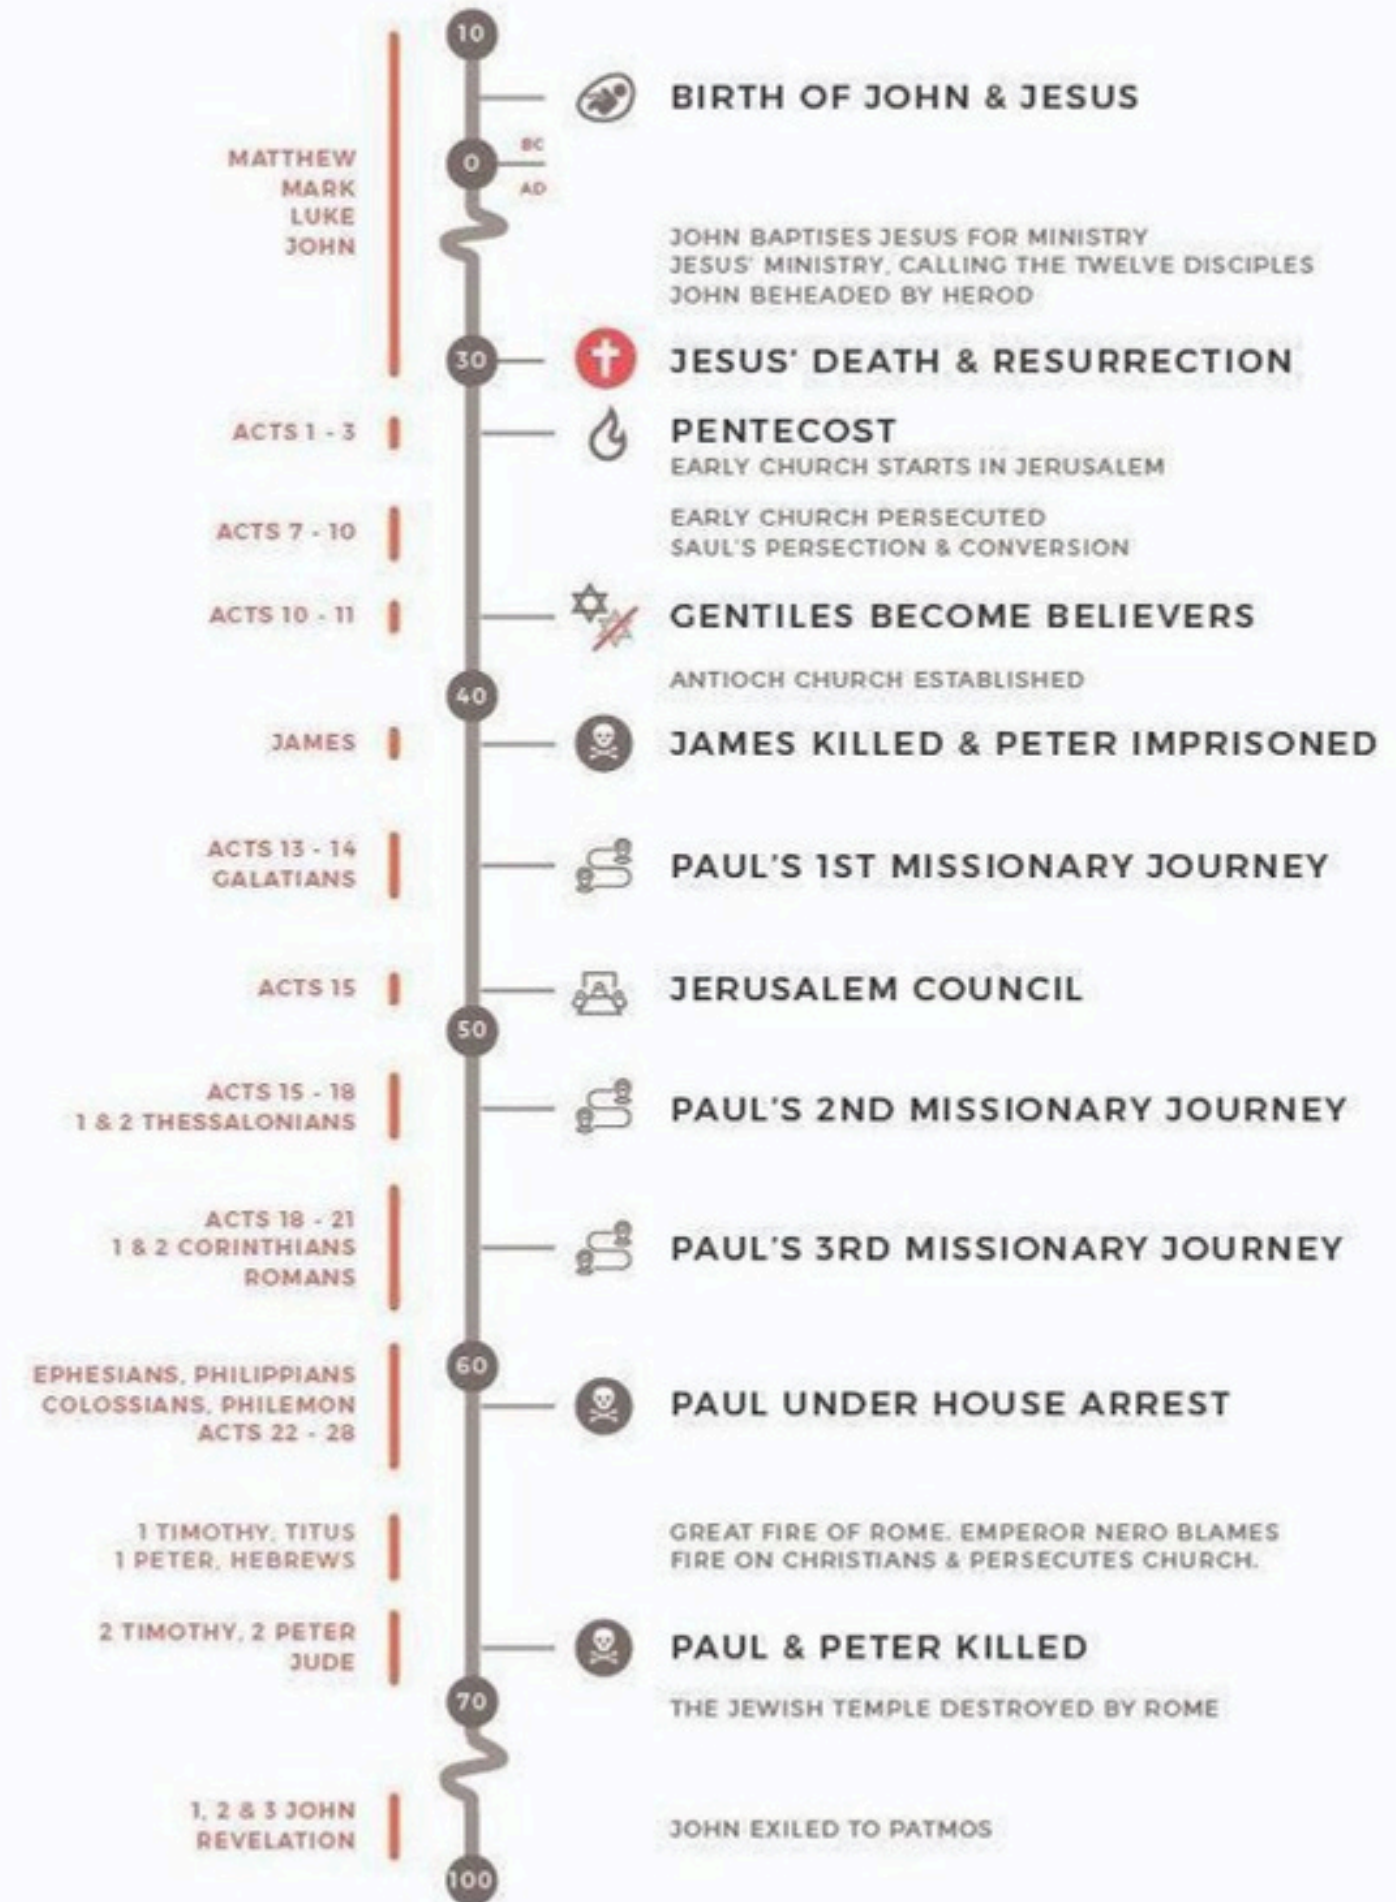 10
BIRTH OF JOHN & JESUS
BC
0
AD
MATTHEW
MARK
LUKE
JOHN
JOHN BAPTISES JESUS FOR MINISTRY
JESUS' MINISTRY, CALLING THE TWELVE DISCIPLES
JOHN BEHEADED BY HEROD
30
JESUS' DEATH & RESURRECTION
ACTS 1 - 3
PENTECOST
EARLY CHURCH STARTS IN JERUSALEM
ACTS 7 - 10
EARLY CHURCH PERSECUTED
SAUL'S PERSECTION & CONVERSION
ACTS 10 - 11
GENTILES BECOME BELIEVERS
ANTIOCH CHURCH ESTABLISHED
40
JAMES
JAMES KILLED & PETER IMPRISONED
ACTS 13 - 14
GALATIANS
PAUL'S 1ST MISSIONARY JOURNEY
ACTS 15
JERUSALEM COUNCIL
50
ACTS 15 - 18
1 & 2 THESSALONIANS
PAUL'S 2ND MISSIONARY JOURNEY
ACTS 18 - 21
1 & 2 CORINTHIANS
ROMANS
PAUL'S 3RD MISSIONARY JOURNEY
60
EPHESIANS, PHILIPPIANS
COLOSSIANS, PHILEMON
ACTS 22 - 28
PAUL UNDER HOUSE ARREST
1 TIMOTHY, TITUS
1 PETER, HEBREWS
GREAT FIRE OF ROME. EMPEROR NERO BLAMES
FIRE ON CHRISTIANS & PERSECUTES CHURCH.
2 TIMOTHY, 2 PETER
JUDE
PAUL & PETER KILLED
70
THE JEWISH TEMPLE DESTROYED BY ROME
1, 2 & 3 JOHN
REVELATION
JOHN EXILED TO PATMOS
100